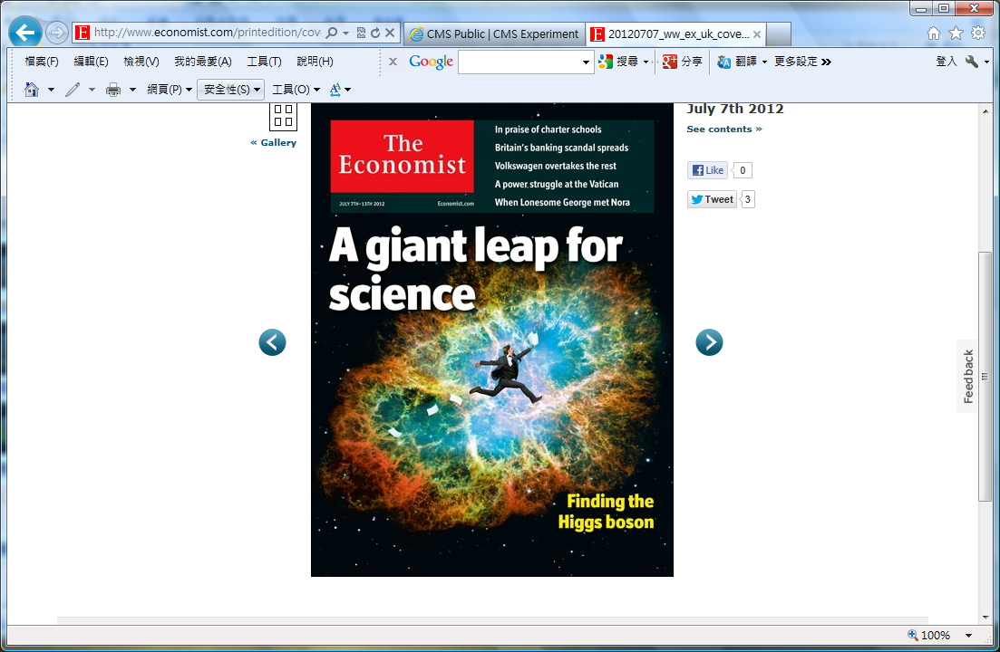 http://www.economist.com/printedition/cov
CMS Public | CMS Experiment
20120707_ww_ex_uk_cove...
檔案(F) 編輯(E) 檢視(V) 我的最愛(A) 工具(T) 說明(H)
x Google 搜尋 分享 翻譯 更多設定 » 登入
網頁(P) 安全性(S) 工具(O)
« Gallery
July 7th 2012
See contents »
Like 0
Tweet 3
The
Economist
JULY 7TH–13TH 2012 Economist.com
In praise of charter schools
Britain's banking scandal spreads
Volkswagen overtakes the rest
A power struggle at the Vatican
When Lonesome George met Nora
A giant leap for
science
Finding the
Higgs boson
Feedback
100%